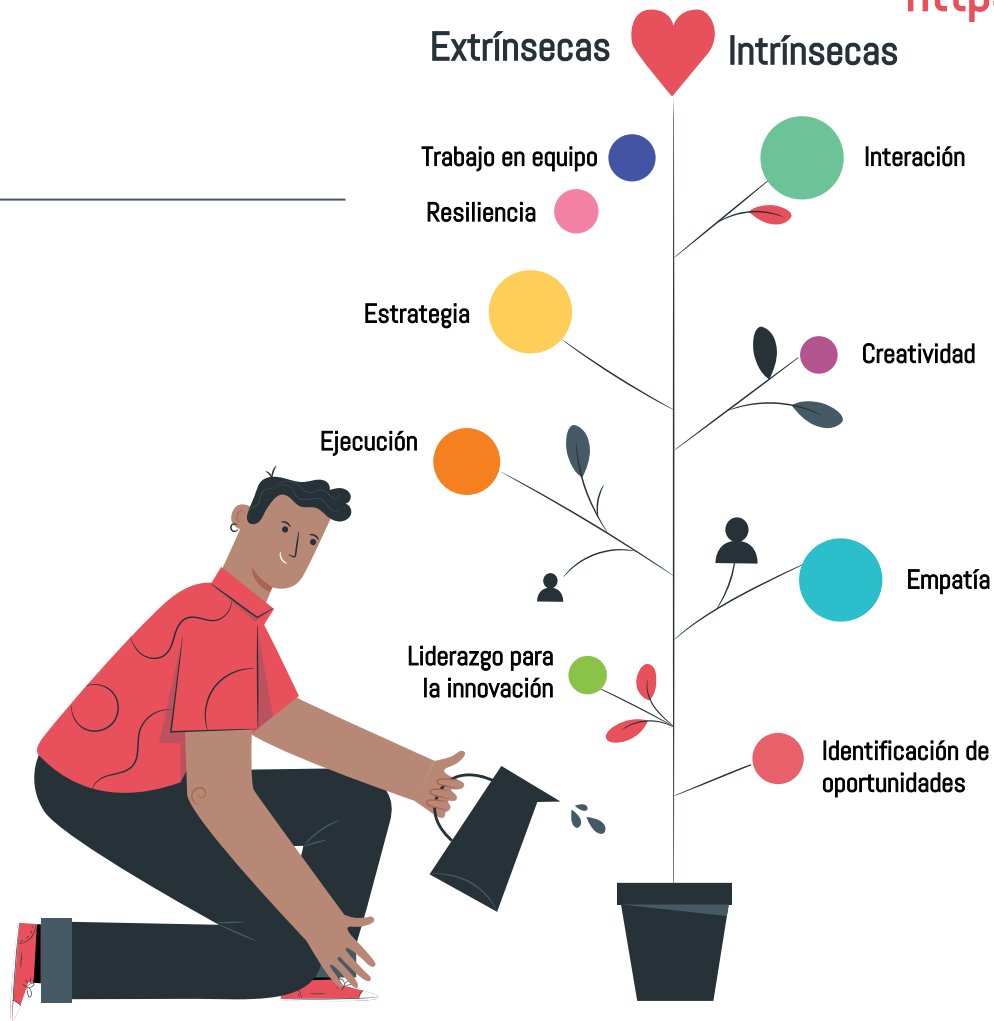 Extrínsecas
Intrínsecas
Trabajo en equipo
Interación
Resiliencia
Estrategia
Creatividad
Ejecución
Empatía
Liderazgo para
la innovación
Identificación de
oportunidades